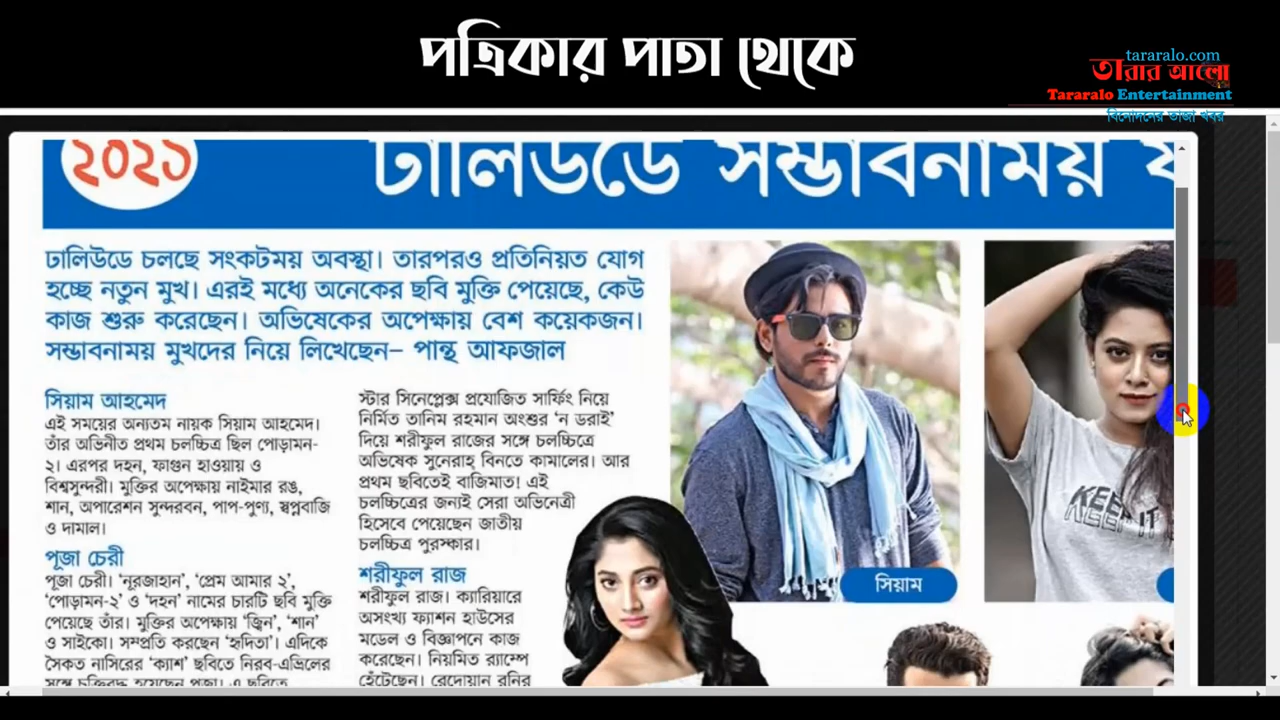 পত্রিকার পাতা থেকে
tararalo.com
তারার আলো
Tararalo Entertainment
বিনোদনের তাজা খবর
২০২১
ঢালিউডে সম্ভাবনাময়
ঢালিউডে চলছে সংকটময় অবস্থা। তারপরও প্রতিনিয়ত যোগ
হচ্ছে নতুন মুখ। এরই মধ্যে অনেকের ছবি মুক্তি পেয়েছে, কেউ
কাজ শুরু করেছেন। অভিষেকের অপেক্ষায় বেশ কয়েকজন।
সম্ভাবনাময় মুখদের নিয়ে লিখেছেন– পান্থ আফজাল
সিয়াম আহমেদ
এই সময়ের অন্যতম নায়ক সিয়াম আহমেদ।
তাঁর অভিনীত প্রথম চলচ্চিত্র ছিল পোড়ামন-
২। এরপর দহন, ফাগুন হাওয়ায় ও
বিশ্বসুন্দরী। মুক্তির অপেক্ষায় নাইমার রঙ,
শান, অপারেশন সুন্দরবন, পাপ-পুণ্য, স্বপ্নবাজি
ও দামাল।
পূজা চেরী
পূজা চেরী। ‘নূরজাহান’, ‘প্রেম আমার ২’,
‘পোড়ামন-২’ ও ‘দহন’ নামের চারটি ছবি মুক্তি
পেয়েছে তাঁর। মুক্তির অপেক্ষায় ‘জ্বিন’, ‘শান’
ও সাইকো। সম্প্রতি করছেন ‘হৃদিতা’। এদিকে
সৈকত নাসিরের ‘ক্যাশ’ ছবিতে নিরব-এভ্রিলের
সঙ্গে চুক্তিবদ্ধ হয়েছেন পূজা। এ ছবিতে
স্টার সিনেপ্লেক্স প্রযোজিত সার্ফিং নিয়ে
নির্মিত তানিম রহমান অংশুর ‘ন ডরাই’
দিয়ে শরীফুল রাজের সঙ্গে চলচ্চিত্রে
অভিষেক সুনেরাহ্ বিনতে কামালের। আর
প্রথম ছবিতেই বাজিমাত! এই
চলচ্চিত্রের জন্যই সেরা অভিনেত্রী
হিসেবে পেয়েছেন জাতীয়
চলচ্চিত্র পুরস্কার।
শরীফুল রাজ
শরীফুল রাজ। ক্যারিয়ারে
অসংখ্য ফ্যাশন হাউসের
মডেল ও বিজ্ঞাপনে কাজ
করেছেন। নিয়মিত র‍্যাম্পে
হেঁটেছেন। রেদোয়ান রনির
সিয়াম
KEEP IT